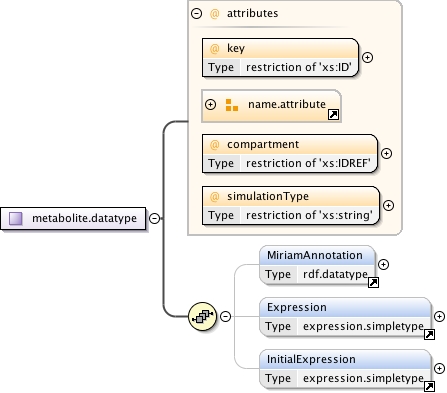 @ attributes
@ key
Type restriction of 'xs:ID'
name.attribute
@ compartment
Type restriction of 'xs:IDREF'
@ simulationType
Type restriction of 'xs:string'
metabolite.datatype
MiriamAnnotation
Type rdf.datatype
Expression
Type expression.simpletype
InitialExpression
Type expression.simpletype